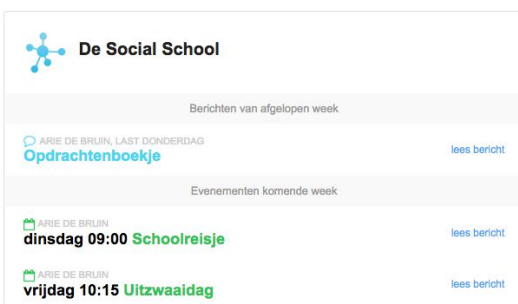 De Social School
Berichten van afgelopen week
ARIE DE BRUIN, LAST DONDERDAG
Opdrachtenboekje
lees bericht
Evenementen komende week
ARIE DE BRUIN
dinsdag 09:00 Schoolreisje
lees bericht
ARIE DE BRUIN
vrijdag 10:15 Uitzwaaidag
lees bericht